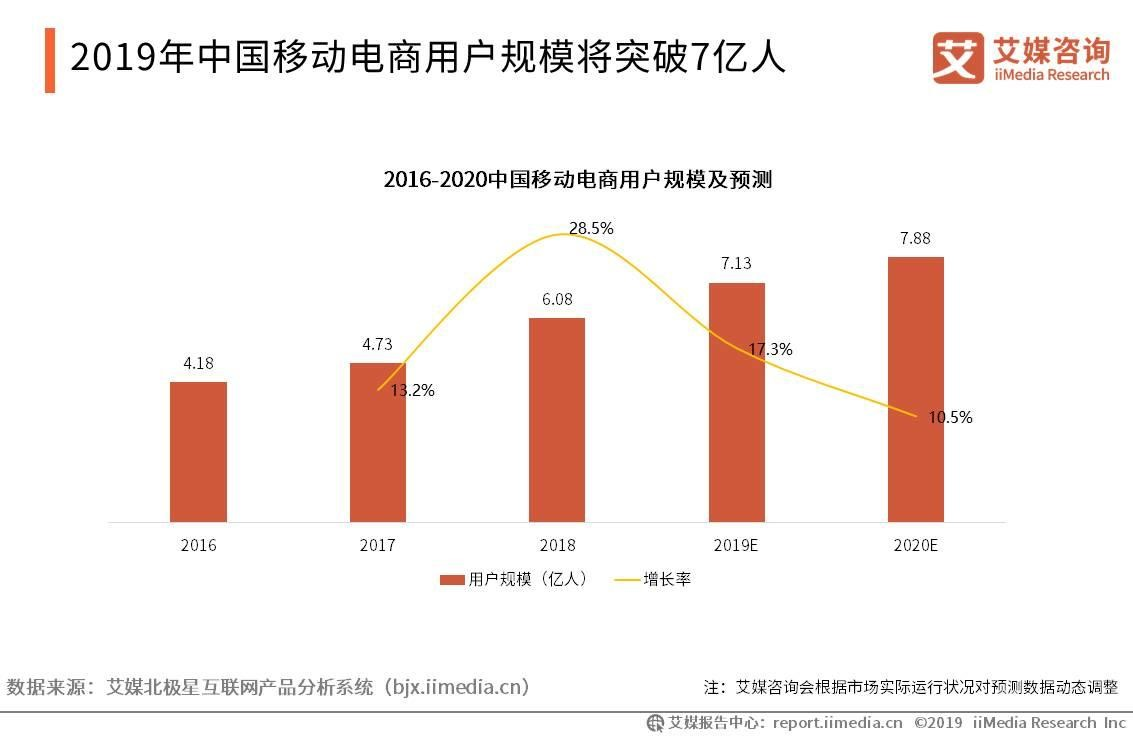 2019年中国移动电商用户规模将突破7亿人
艾 艾媒咨询
iiMedia Research
2016-2020中国移动电商用户规模及预测
28.5%
7.88
7.13
6.08
4.73
17.3%
4.18
13.2%
10.5%
2016 2017 2018 2019E 2020E
用户规模（亿人） 增长率
数据来源：艾媒北极星互联网产品分析系统（bjx.iimedia.cn）
注：艾媒咨询会根据市场实际运行状况对预测数据动态调整
艾媒报告中心：report.iimedia.cn ©2019 iiMedia Research Inc